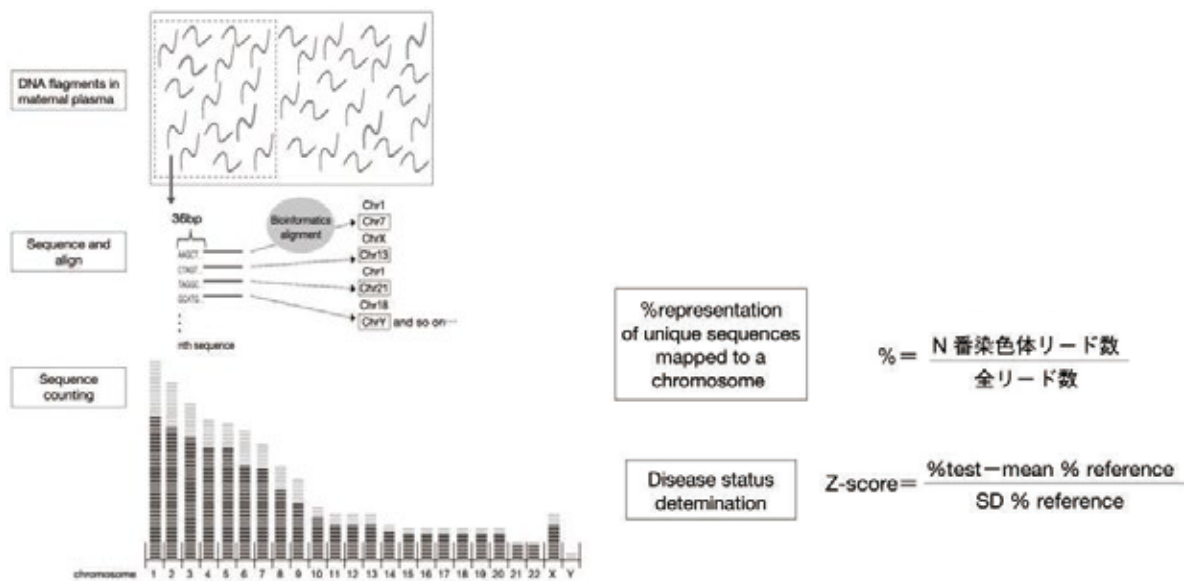 DNA flagments in
maternal plasma
36bp
Bioinformatics
alignment
Sequence and
align
AAGCT...
CTAGT...
TAGGC...
GCATG...
nth sequence
Chr1
Chr7
ChrX
Chr13
Chr1
Chr21
Chr18
ChrY and so on…
Sequence
counting
chromosome 1 2 3 4 5 6 7 8 9 10 11 12 13 14 15 16 17 18 19 20 21 22 X Y
%representation
of unique sequences
mapped to a
chromosome
%=
N 番染色体リード数
全リード数
Disease status
detemination
Z-score=
%test−mean % reference
SD % reference